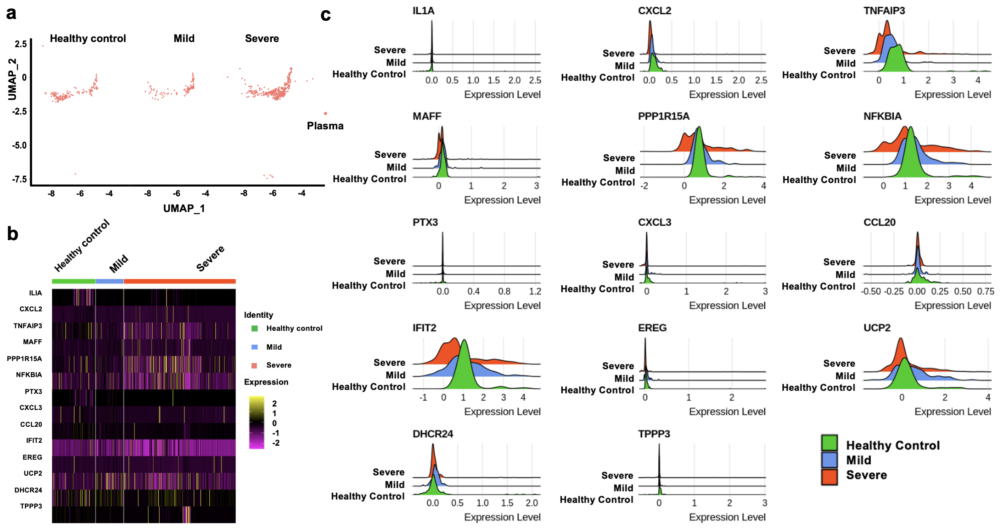 a
Healthy control
Mild
Severe
UMAP_2
2.5
0
-2.5
-5.0
-7.5
Plasma
-8 -6 -4 -8 -6 -4 -8 -6 -4
UMAP_1
b
Healthy control
Mild
Severe
ILIA
CXCL2
TNFAIP3
MAFF
PPP1R15A
NFKBIA
PTX3
CXCL3
CCL20
IFIT2
EREG
UCP2
DHCR24
TPPP3
Identity
Healthy control
Mild
Severe
Expression
2
1
0
-1
-2
c
IL1A
Severe
Mild
Healthy Control
0.0 0.5 1.0 1.5 2.0 2.5
Expression Level
CXCL2
Severe
Mild
Healthy Control
0.0 0.5 1.0 1.5 2.0 2.5
Expression Level
TNFAIP3
Severe
Mild
Healthy Control
0 1 2 3 4
Expression Level
MAFF
Severe
Mild
Healthy Control
0 1 2 3
Expression Level
PPP1R15A
Severe
Mild
Healthy Control
-2 0 2 4
Expression Level
NFKBIA
Severe
Mild
Healthy Control
0 1 2 3 4
Expression Level
PTX3
Severe
Mild
Healthy Control
0.0 0.4 0.8 1.2
Expression Level
CXCL3
Severe
Mild
Healthy Control
0 1 2 3
Expression Level
CCL20
Severe
Mild
Healthy Control
-0.50 -0.25 0.00 0.25 0.50 0.75
Expression Level
IFIT2
Severe
Mild
Healthy Control
-1 0 1 2 3 4
Expression Level
EREG
Severe
Mild
Healthy Control
0 1 2
Expression Level
UCP2
Severe
Mild
Healthy Control
0 2 4
Expression Level
DHCR24
Severe
Mild
Healthy Control
0.0 0.5 1.0 1.5 2.0
Expression Level
TPPP3
Severe
Mild
Healthy Control
0 1 2 3
Expression Level
Healthy Control
Mild
Severe